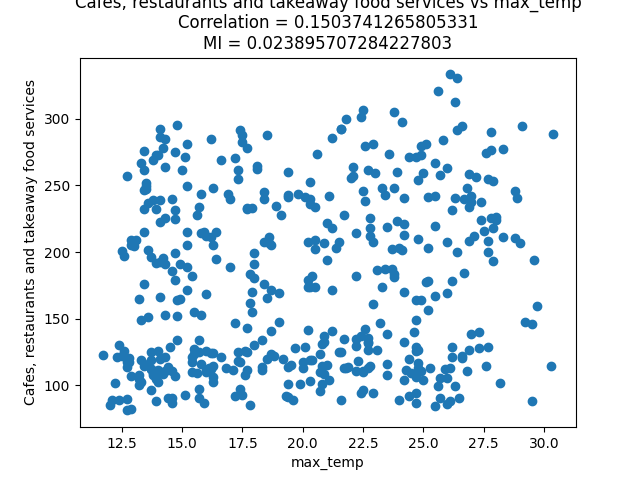 Cafes, restaurants and takeaway food services vs max_temp
Correlation = 0.1503741265805331
MI = 0.023895707284227803
Cafes, restaurants and takeaway food services
300
250
200
150
100
12.5 15.0 17.5 20.0 22.5 25.0 27.5 30.0
max_temp